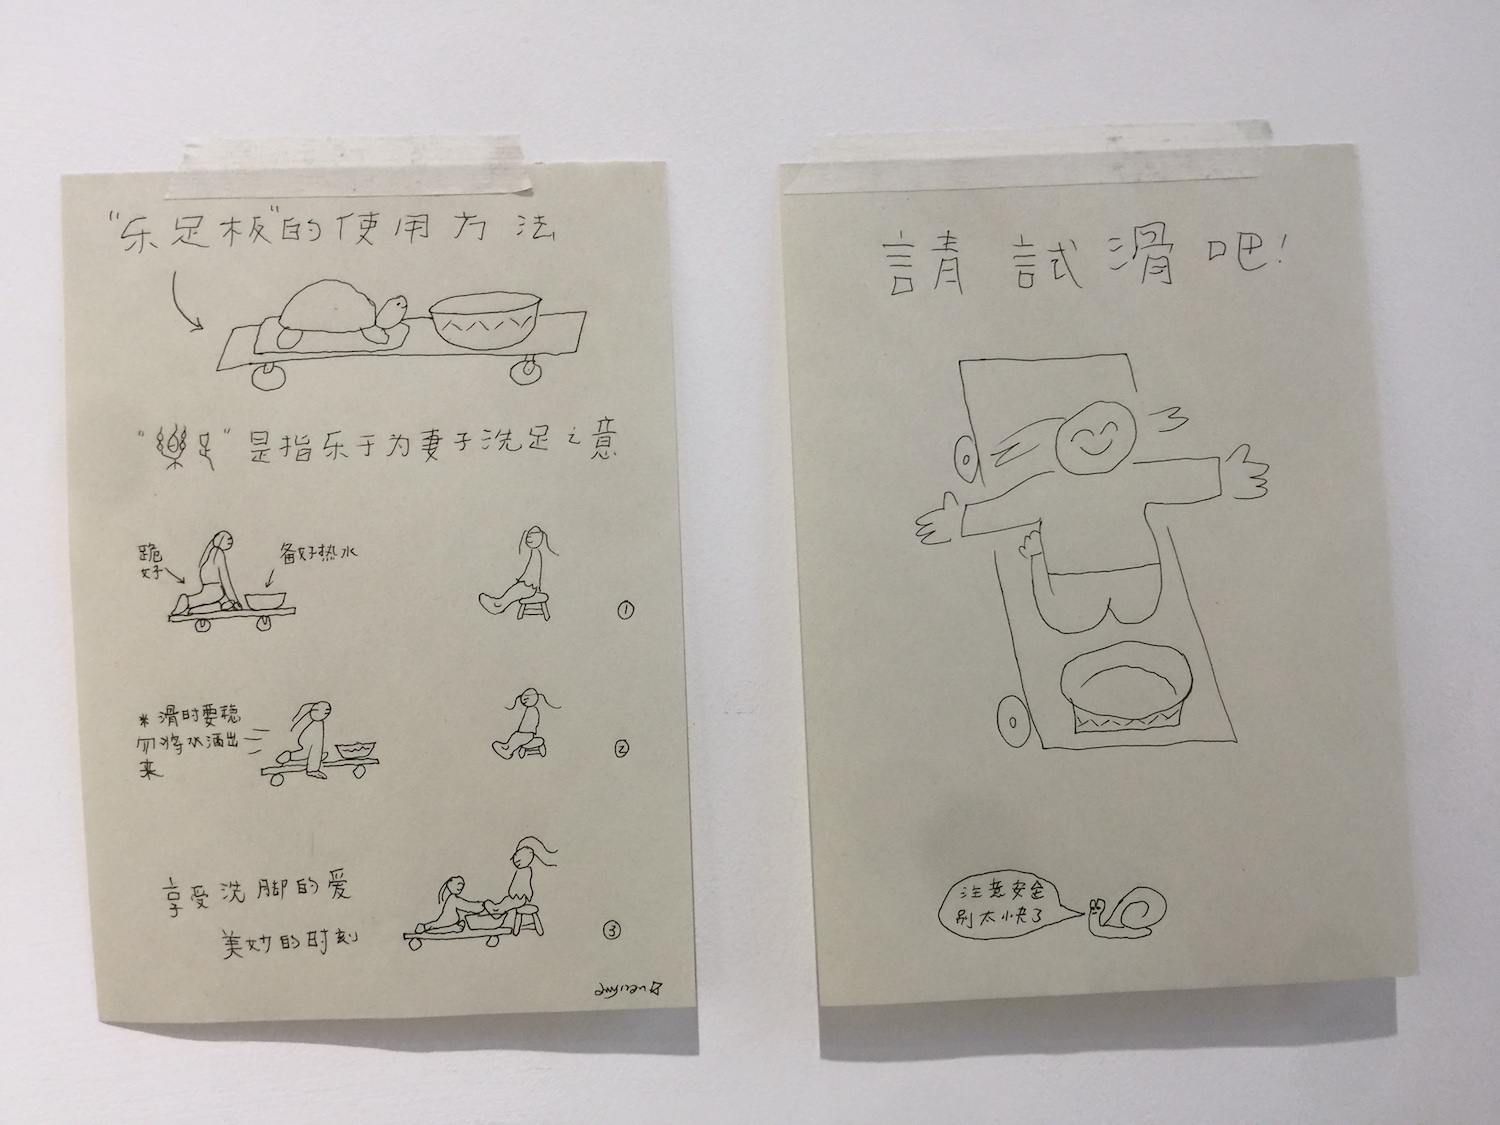 "乐足板"的使用方法
"樂足"是指乐于为妻子洗足之意
跪
好
备好热水
①
*滑时要稳
勿将水洒出
来
②
享受洗脚的爱
美妙的时刻
③
請試滑吧!
注意安全
别太快了